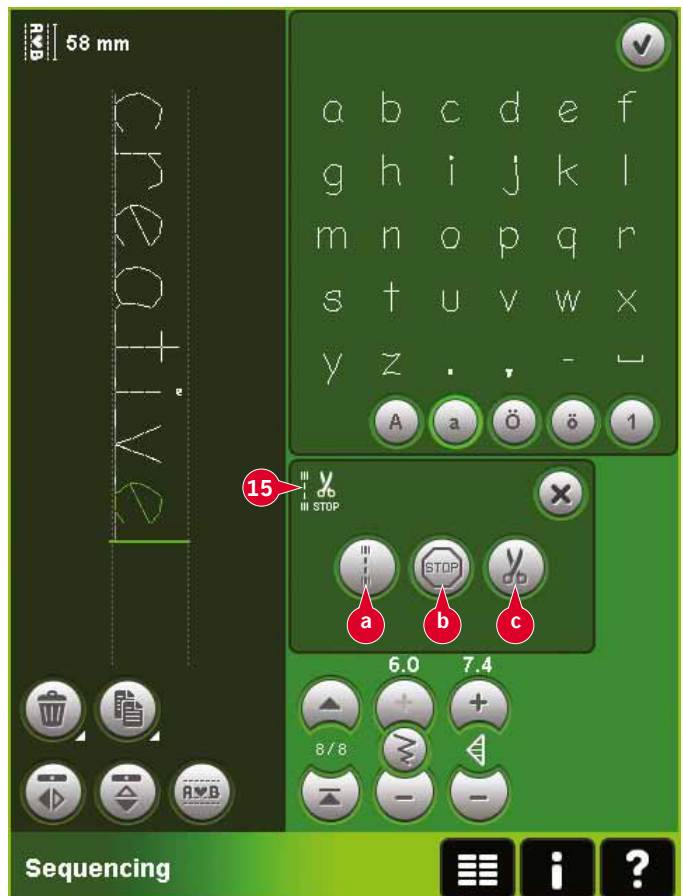 58 mm
creative
a b c d e f
g h i j k l
m n o p q r
s t u v w x
y z . , -
A a Ö ö 1
15
STOP
STOP
a b c
6.0 7.4
8/8
A♥B
Sequencing
i ?